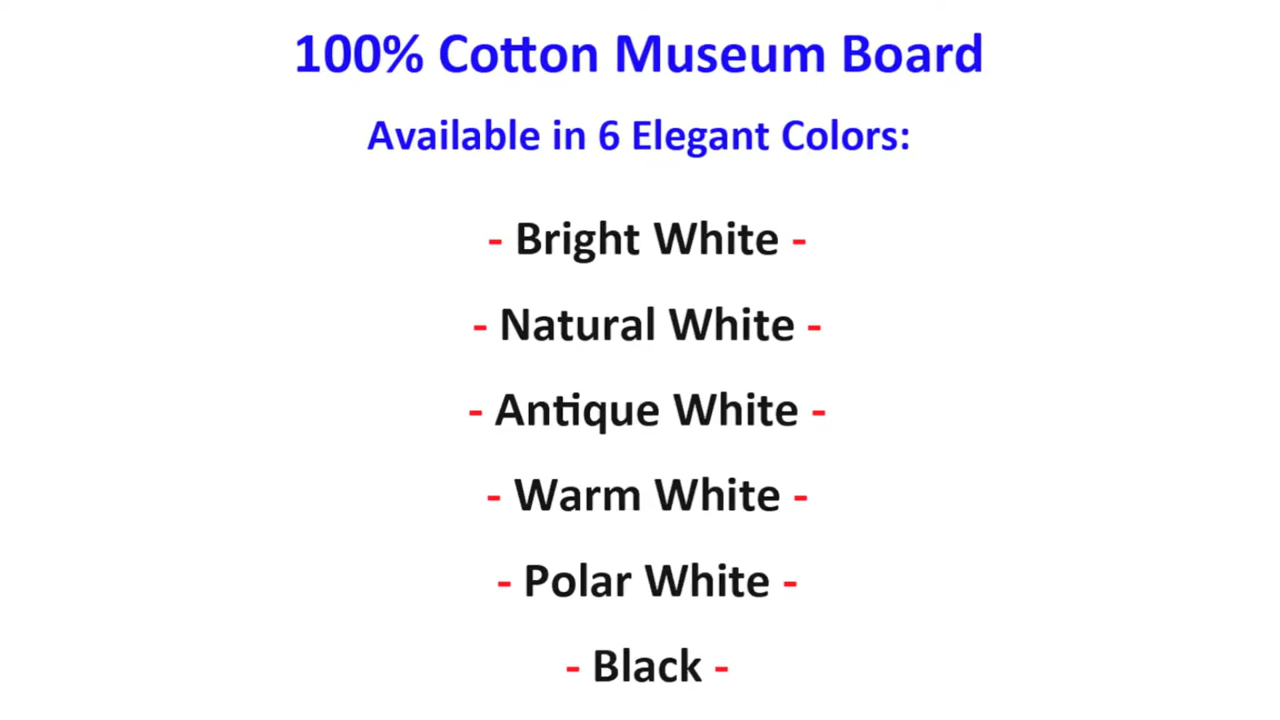 100% Cotton Museum Board
Available in 6 Elegant Colors:
- Bright White -
- Natural White -
- Antique White -
- Warm White -
- Polar White -
- Black -